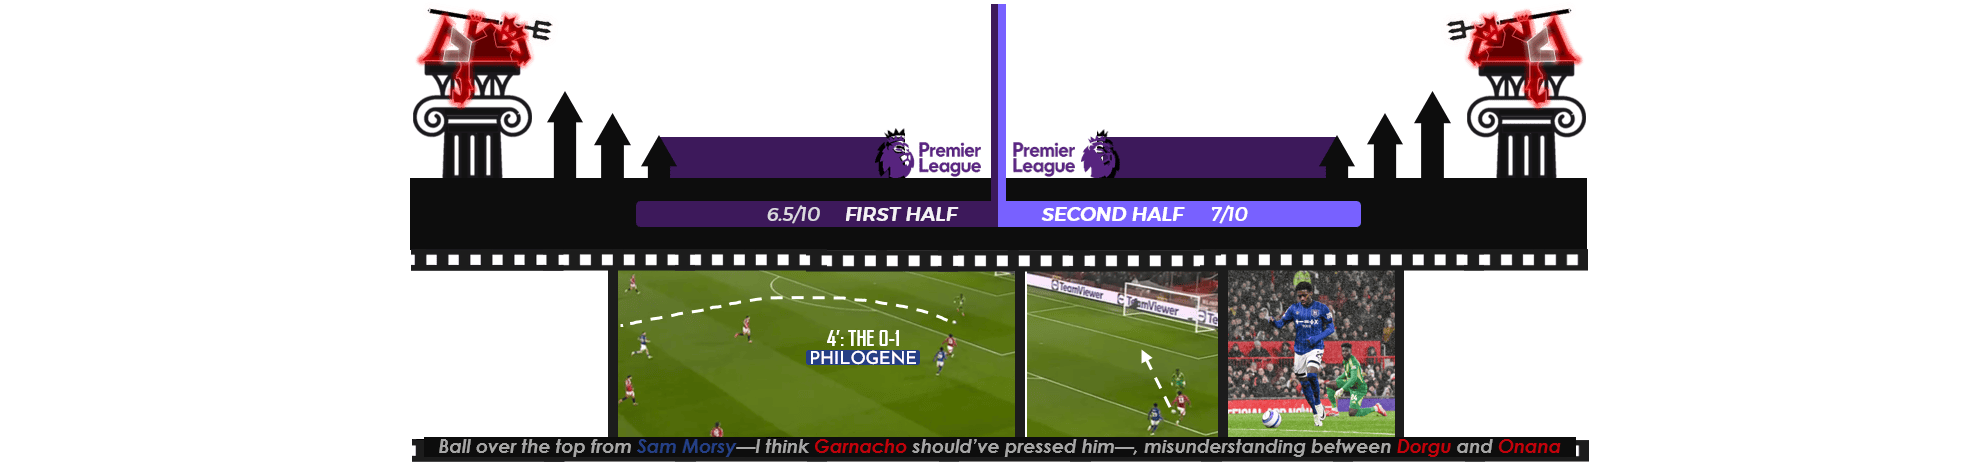 Premier
League
Premier
League
6.5/10 FIRST HALF
SECOND HALF 7/10
TeamViewer
TeamViewer
Te
4': THE 0-1
PHILOGENE
Ball over the top from Sam Morsy—I think Garnacho should've pressed him—, misunderstanding between Dorgu and Onana